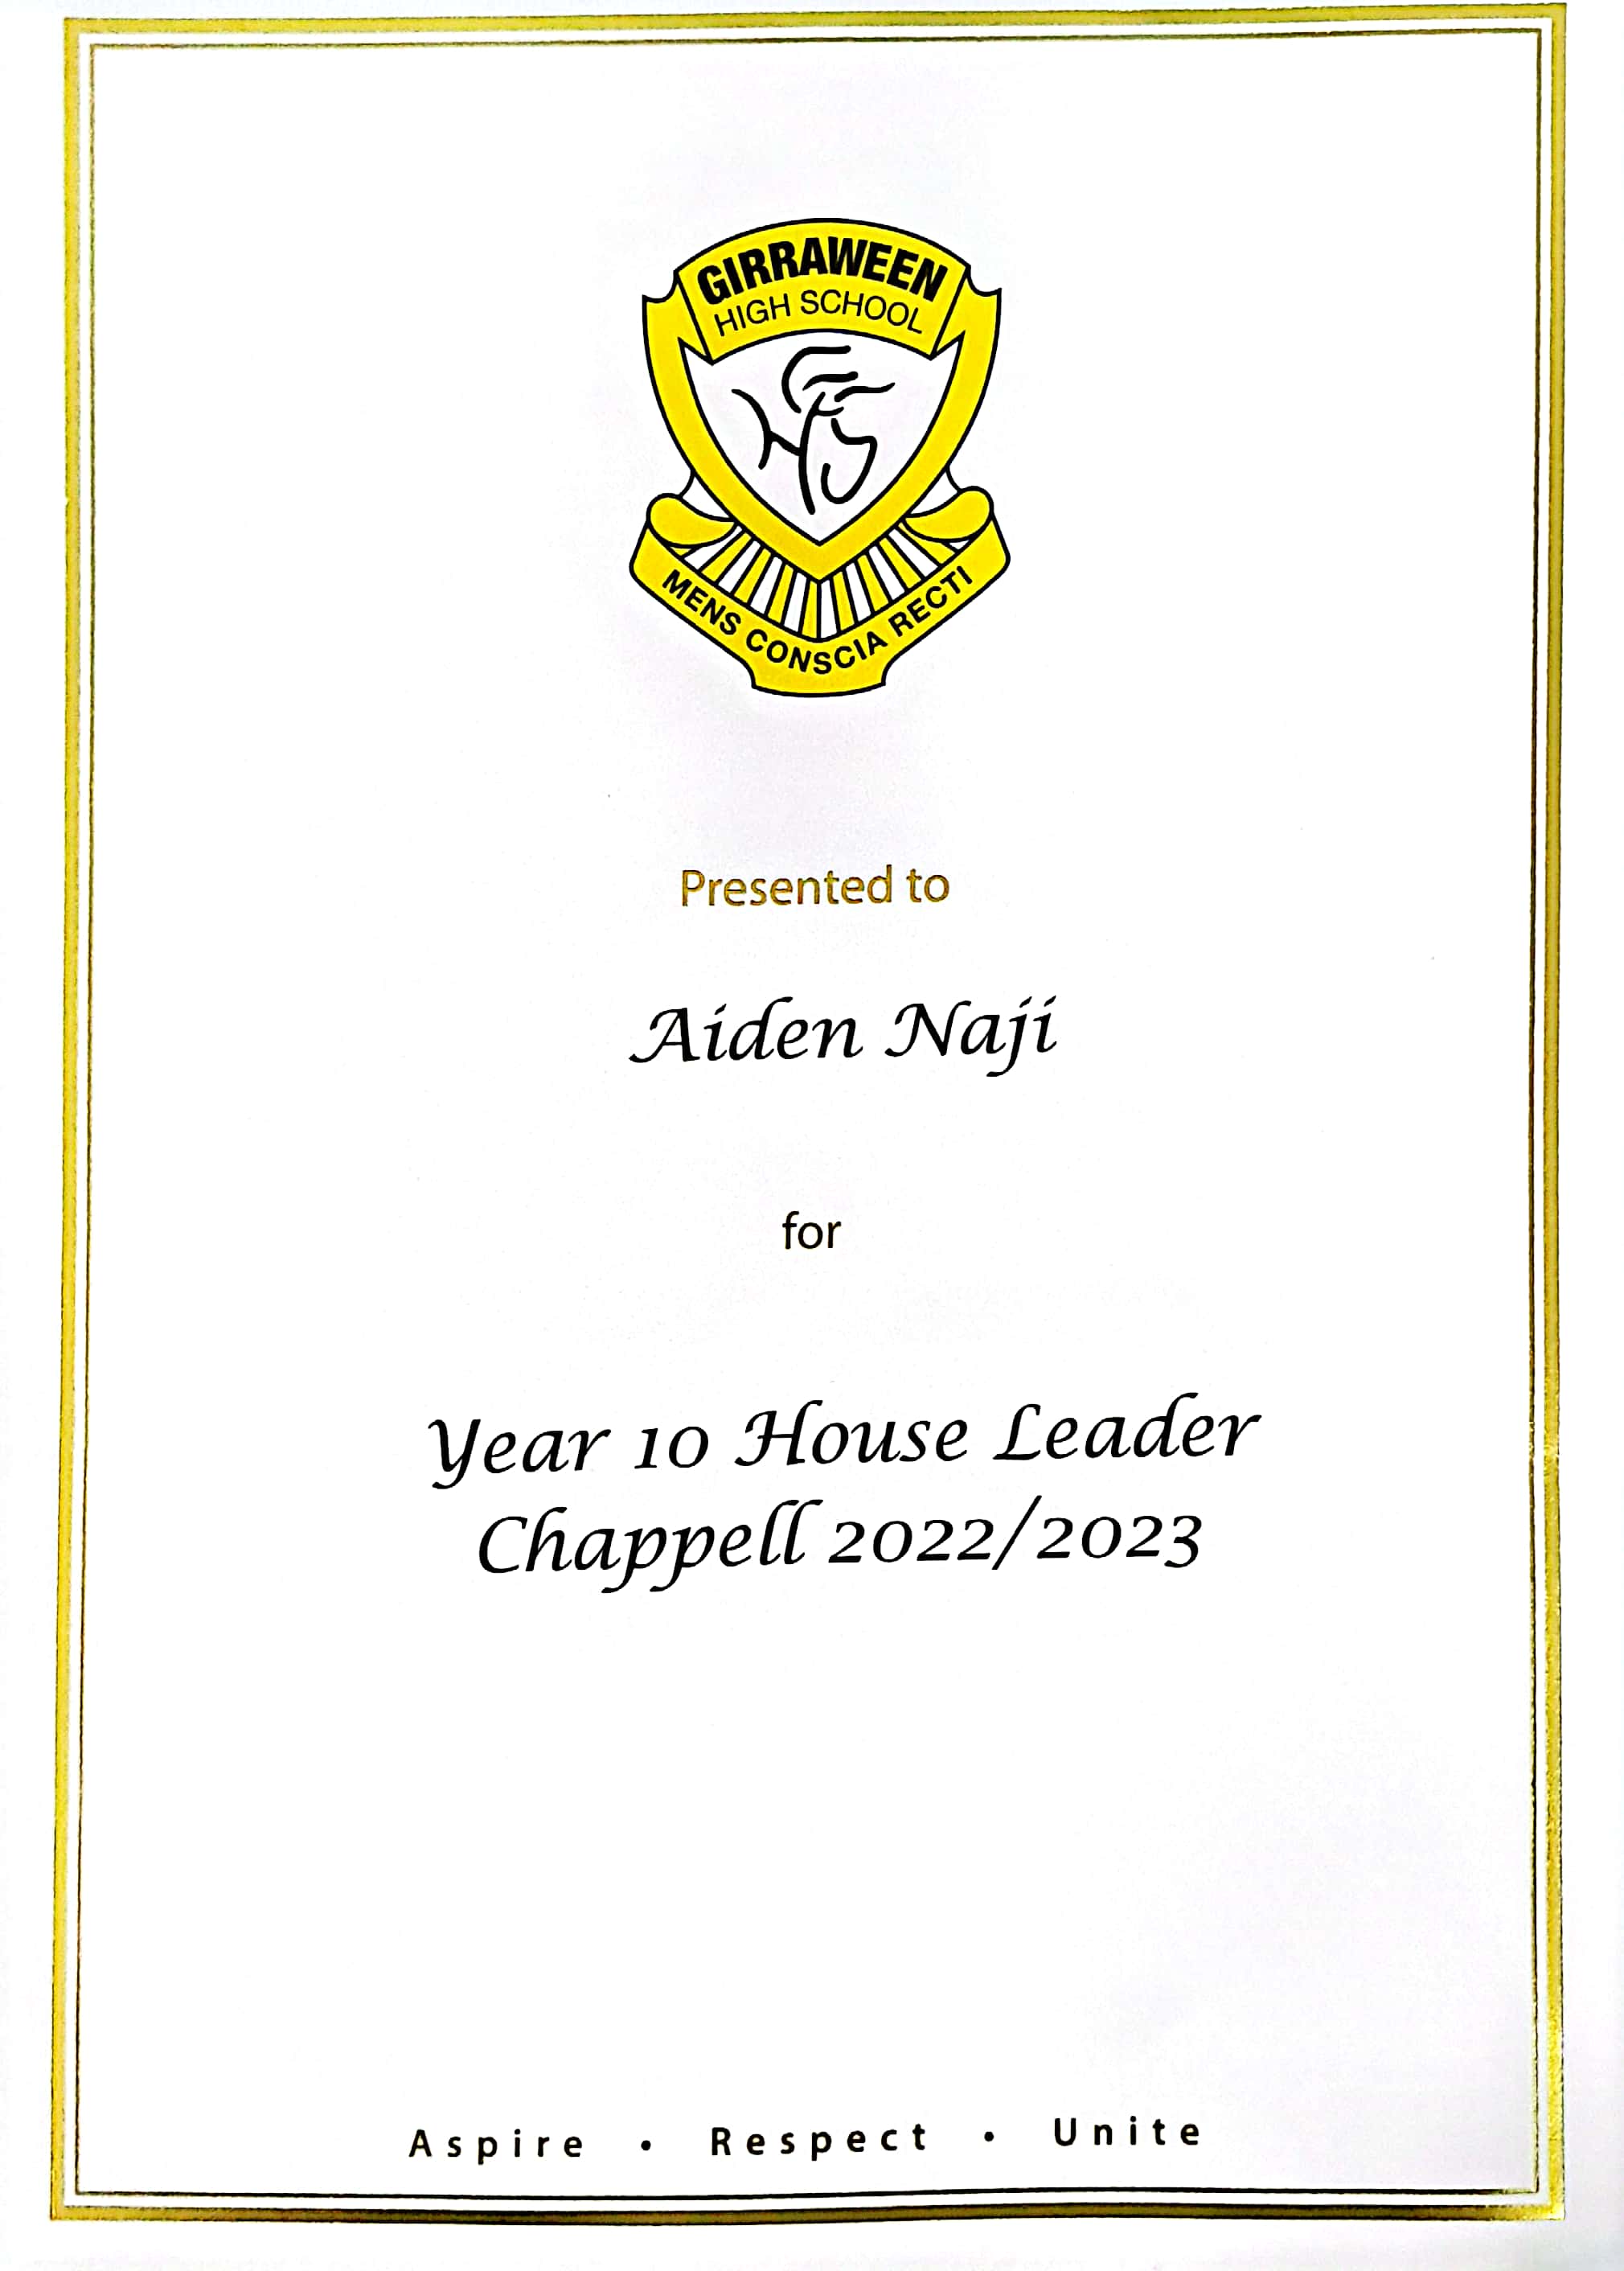 GIRRAWEEN
HIGH SCHOOL
MENS CONSCIA RECTI
Presented to
Aiden Naji
for
Year 10 House Leader
Chappell 2022/2023
Aspire • Respect • Unite